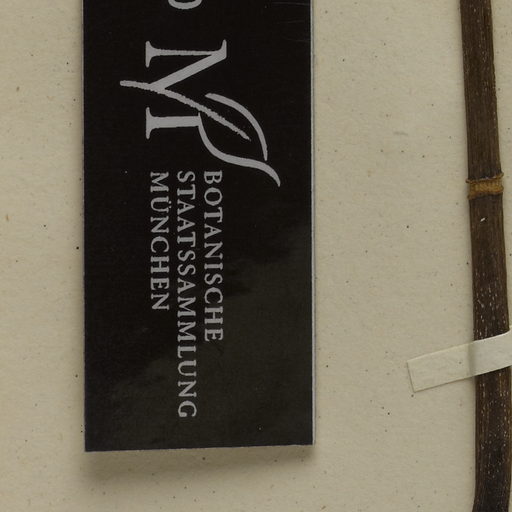 M
BOTANISCHE
STAATSSAMMLUNG
MÜNCHEN